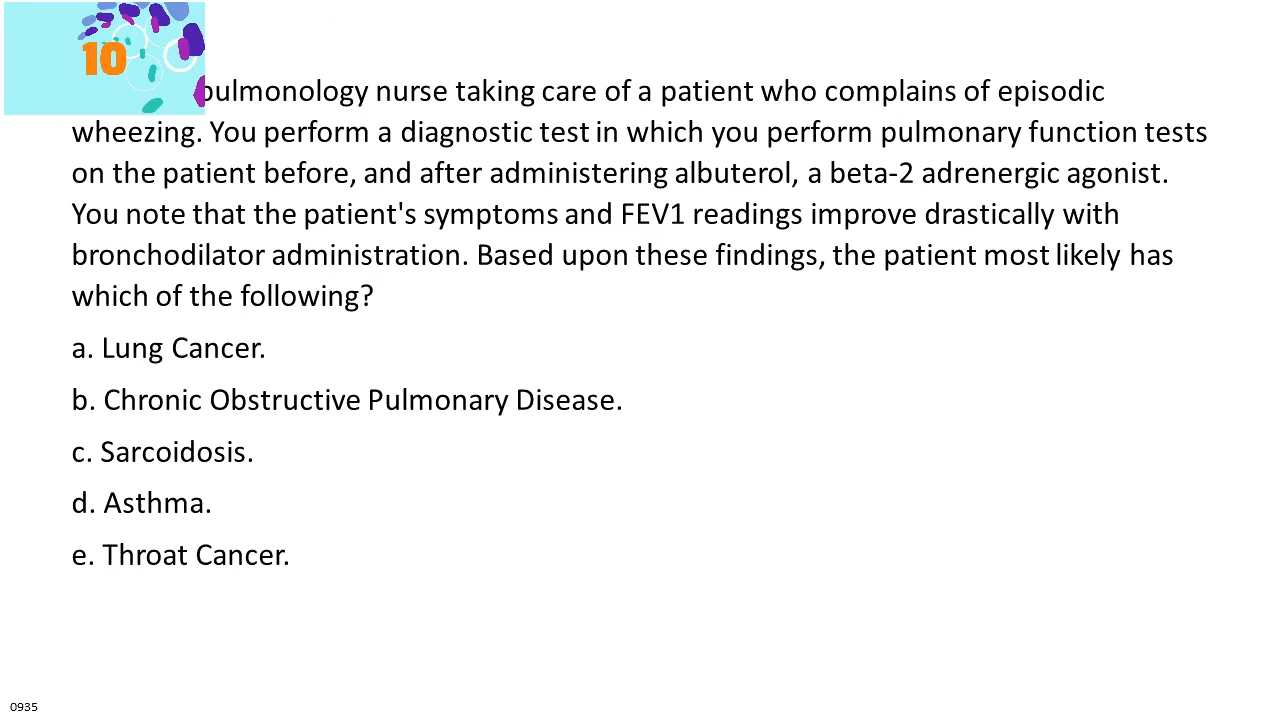 10
pulmonology nurse taking care of a patient who complains of episodic
wheezing. You perform a diagnostic test in which you perform pulmonary function tests
on the patient before, and after administering albuterol, a beta-2 adrenergic agonist.
You note that the patient's symptoms and FEV1 readings improve drastically with
bronchodilator administration. Based upon these findings, the patient most likely has
which of the following?
a. Lung Cancer.
b. Chronic Obstructive Pulmonary Disease.
c. Sarcoidosis.
d. Asthma.
e. Throat Cancer.
0935